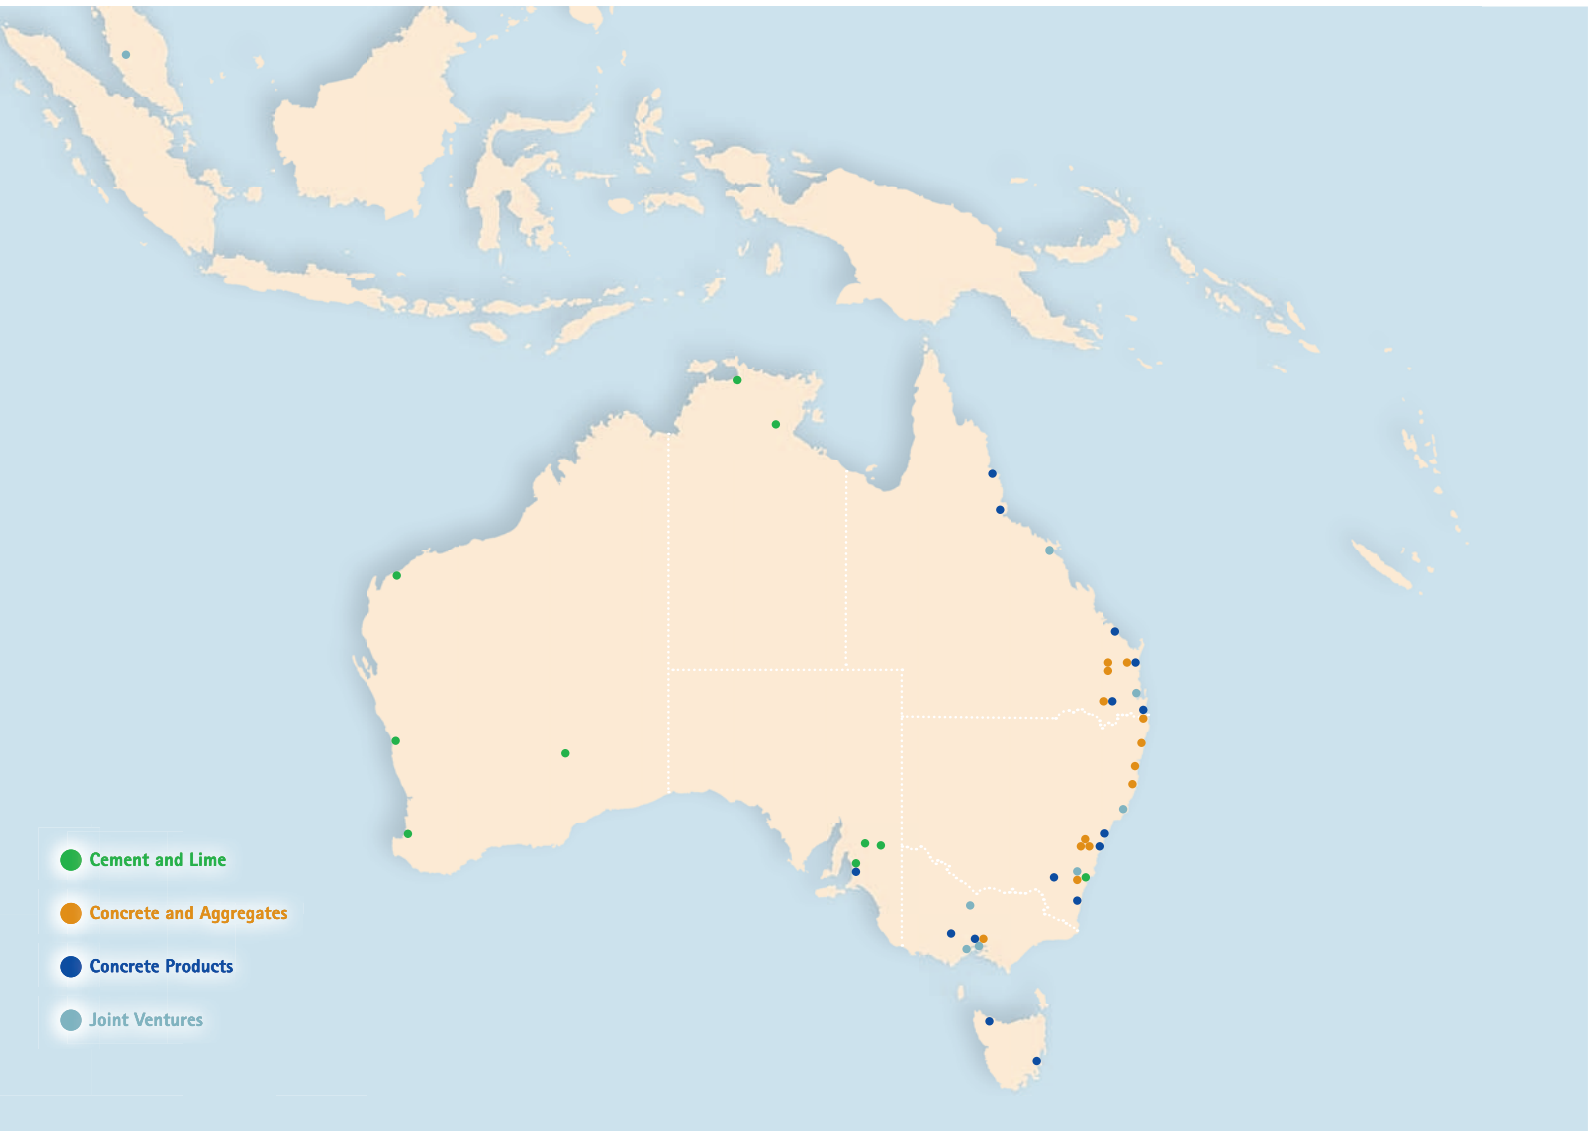 Cement and Lime
Concrete and Aggregates
Concrete Products
Joint Ventures